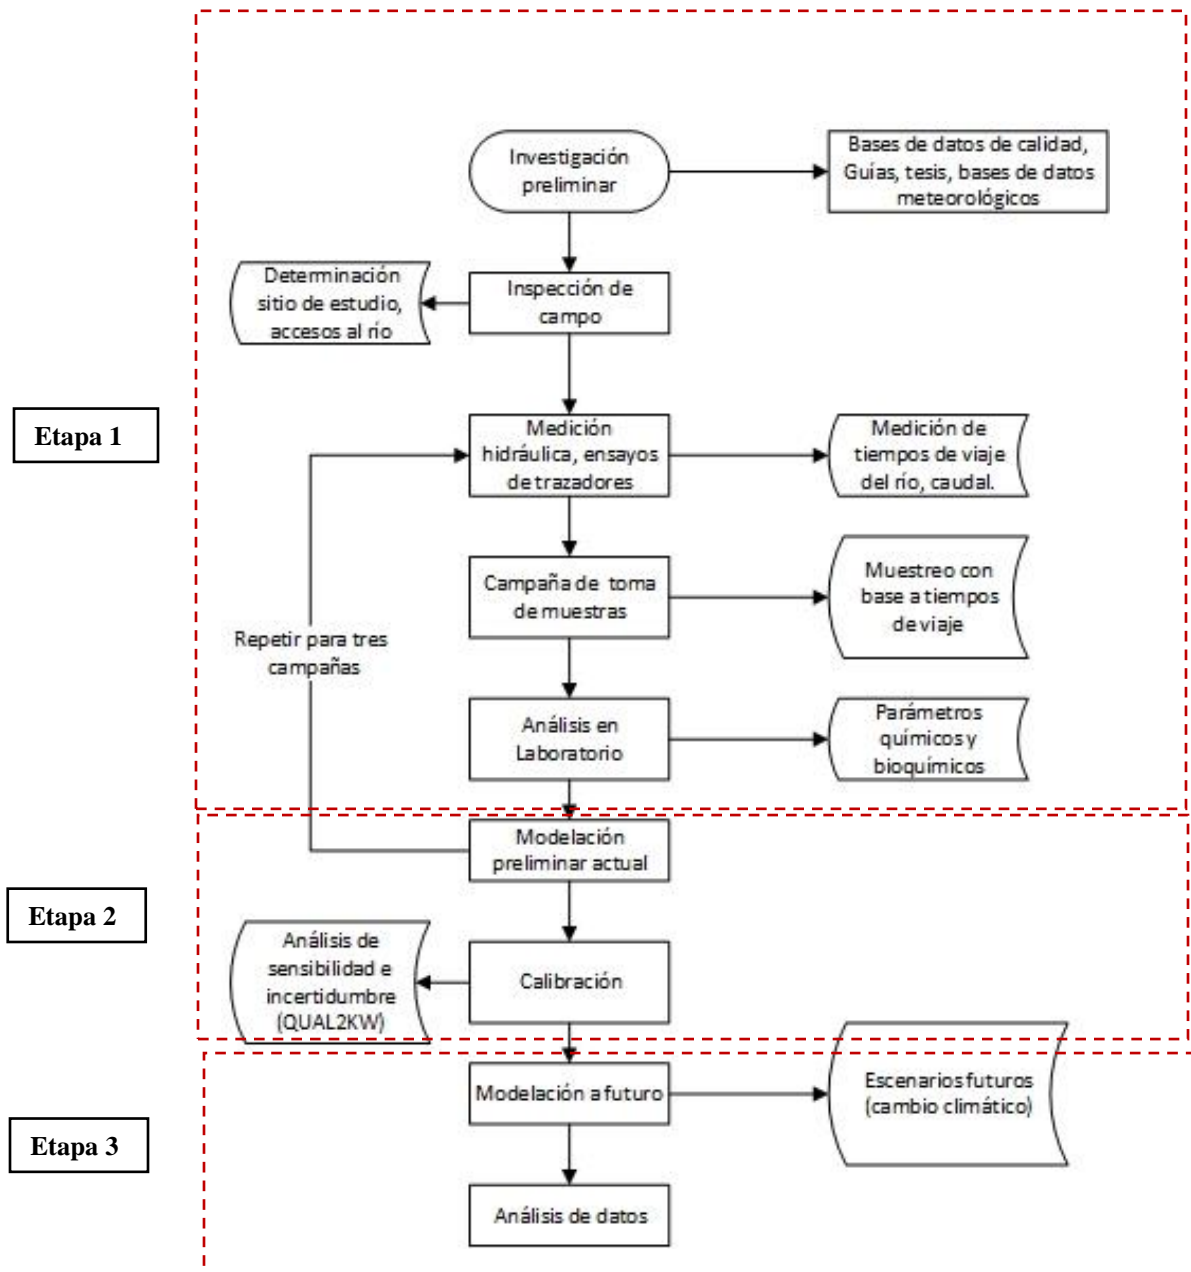 Investigación
preliminar
Bases de datos de calidad,
Guías, tesis, bases de datos
meteorológicos
Determinación
sitio de estudio,
accesos al río
Inspección de
campo
Etapa 1
Medición
hidráulica, ensayos
de trazadores
Medición de
tiempos de viaje
del río, caudal.
Campaña de toma
de muestras
Muestreo con
base a tiempos
de viaje
Repetir para tres
campañas
Análisis en
Laboratorio
Parámetros
químicos y
bioquímicos
Modelación
preliminar actual
Etapa 2
Análisis de
sensibilidad e
incertidumbre
(QUAL2KW)
Calibración
Modelación a futuro
Escenarios futuros
(cambio climático)
Etapa 3
Análisis de datos